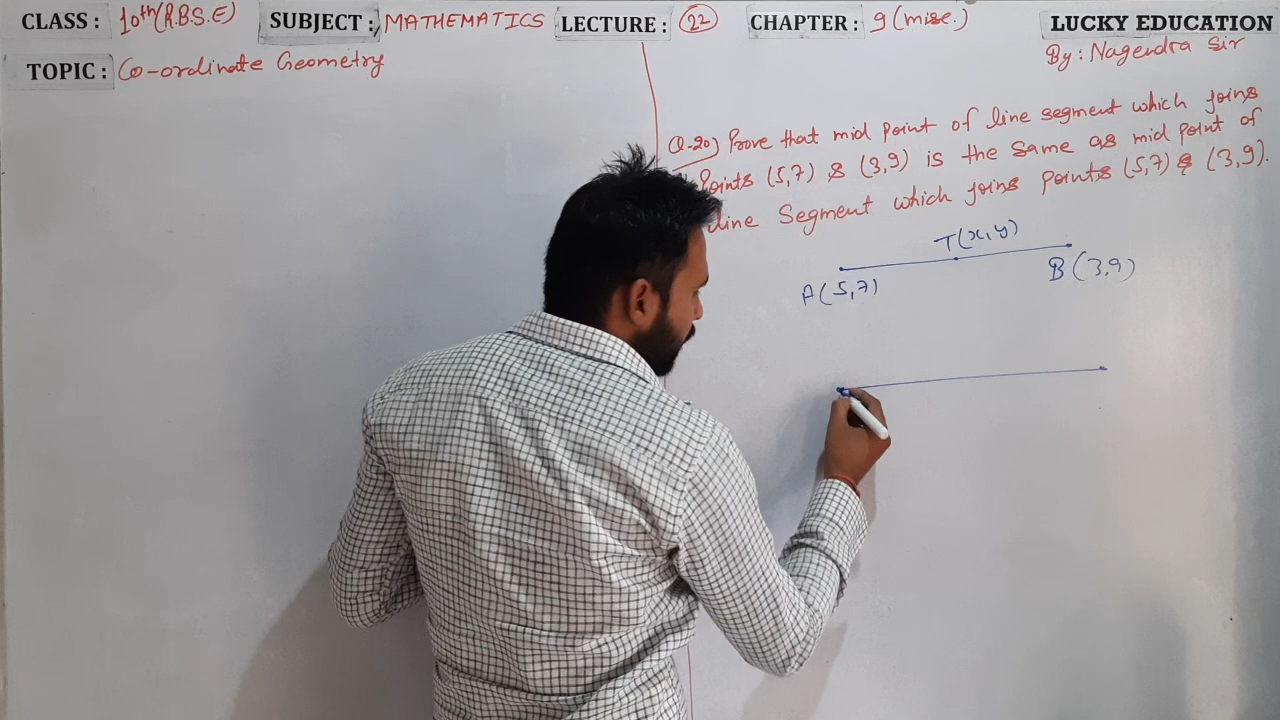 CLASS : 10th (R.B.S.E) SUBJECT : MATHEMATICS LECTURE : 22 CHAPTER : 9 (misc.) LUCKY EDUCATION
By : Nagendra Sir
TOPIC : Co-ordinate Geometry
Q-20) Prove that mid point of line segment which joins
Points (5,7) & (3,9) is the same as mid point of
line Segment which joins points (5,7) & (3,9).
T(x,y)
A(5,7) B(3,9)